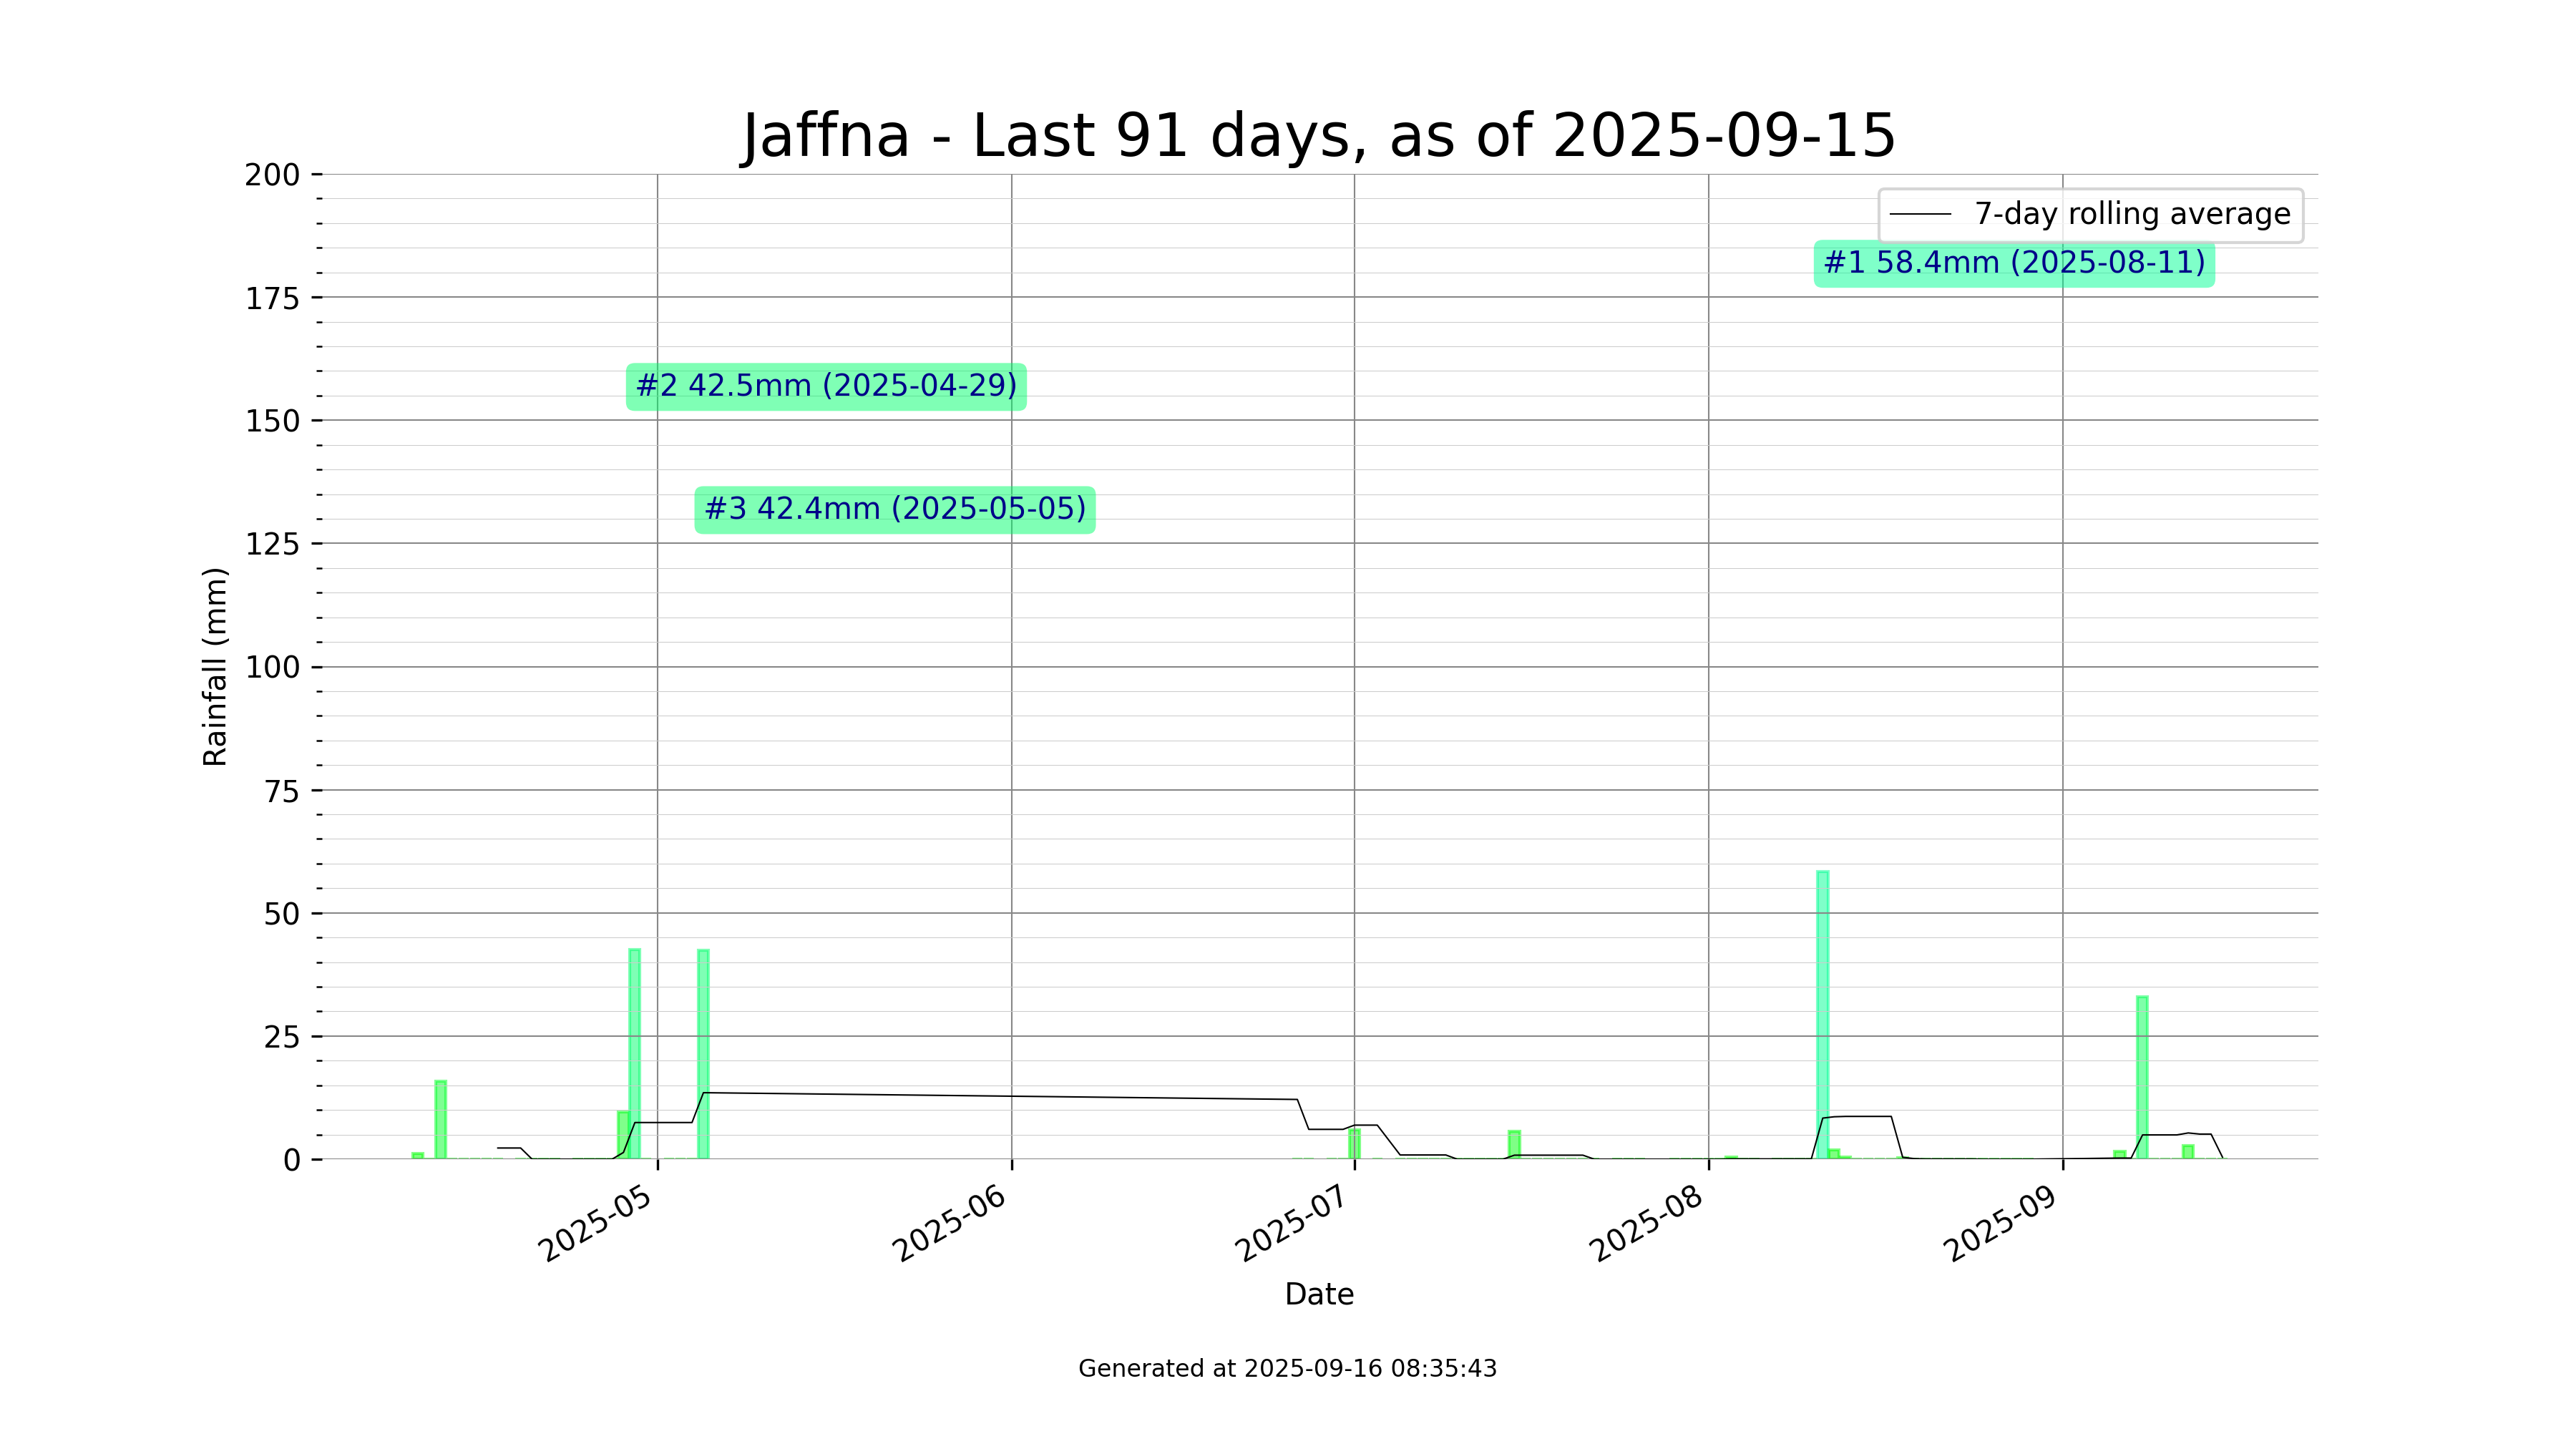 Jaffna - Last 91 days, as of 2025-09-15
7-day rolling average
#1 58.4mm (2025-08-11)
#2 42.5mm (2025-04-29)
#3 42.4mm (2025-05-05)
Rainfall (mm)
200
175
150
125
100
75
50
25
0
2025-05
2025-06
2025-07
2025-08
2025-09
Date
Generated at 2025-09-16 08:35:43